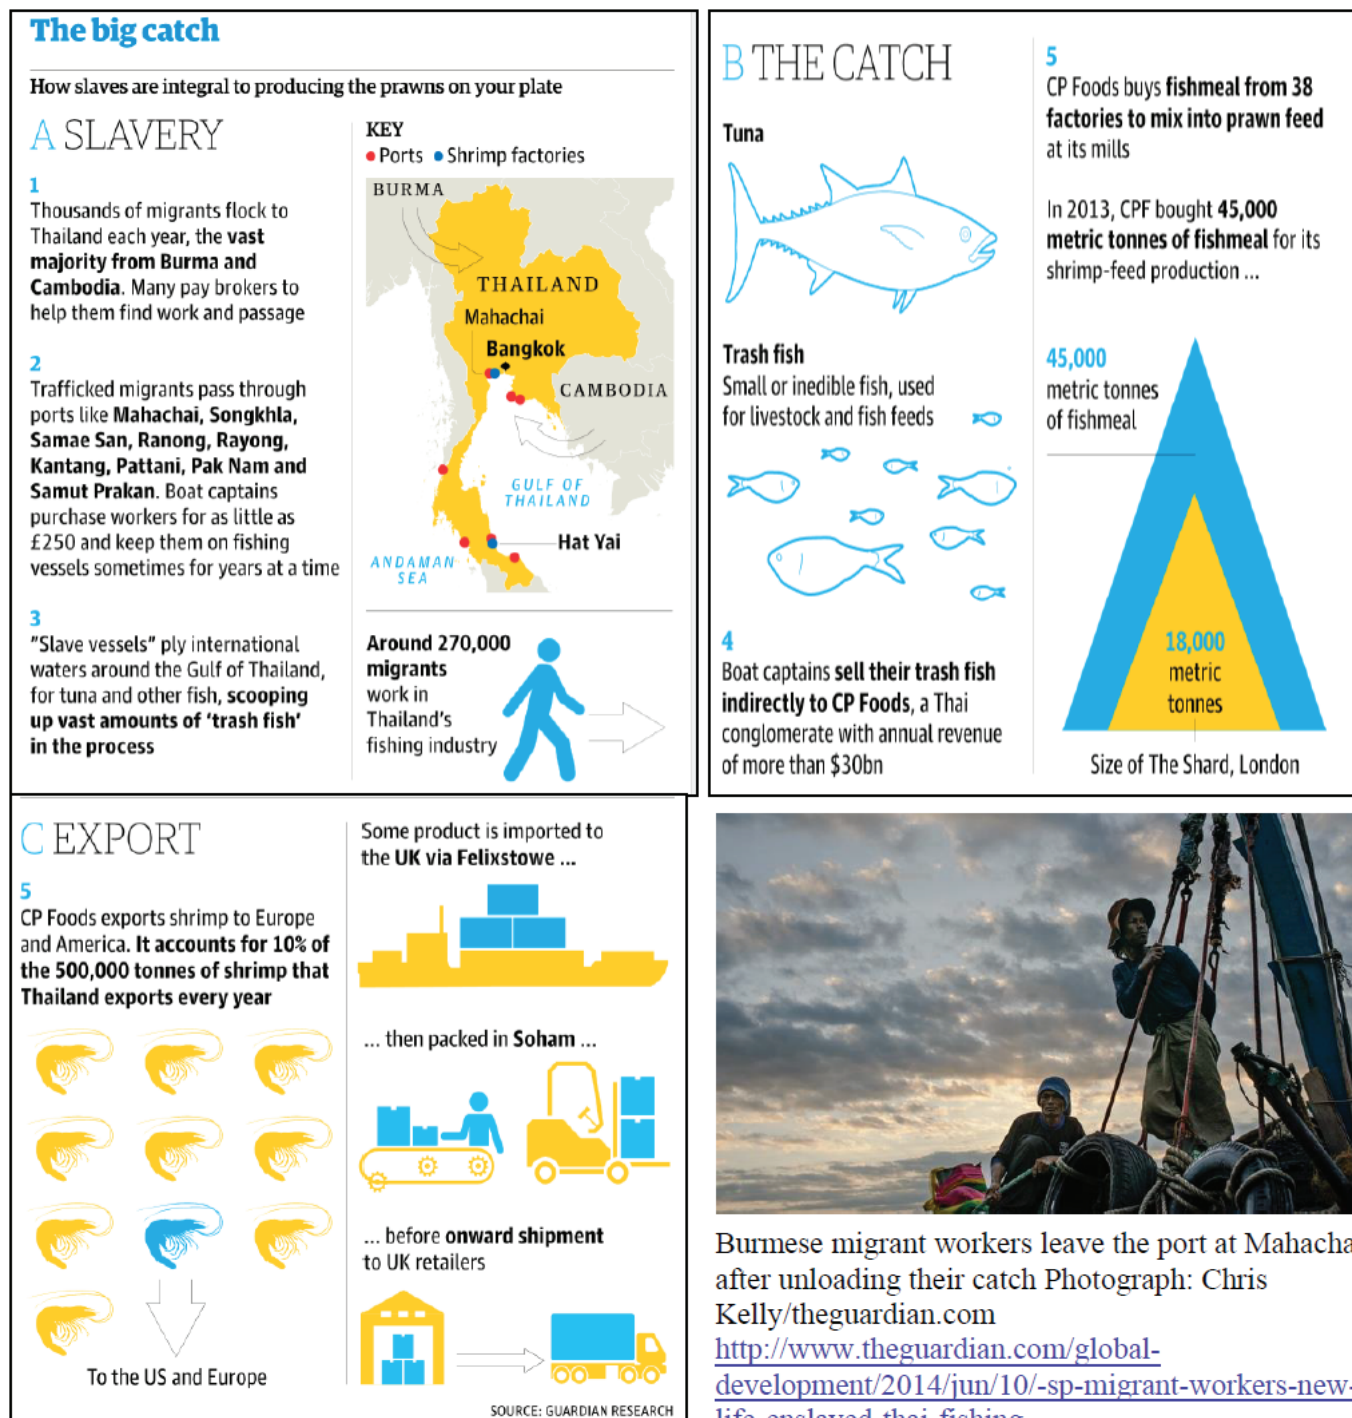 The big catch
How slaves are integral to producing the prawns on your plate
A SLAVERY
1
Thousands of migrants flock to
Thailand each year, the vast
majority from Burma and
Cambodia. Many pay brokers to
help them find work and passage
2
Trafficked migrants pass through
ports like Mahachai, Songkhla,
Samae San, Ranong, Rayong,
Kantang, Pattani, Pak Nam and
Samut Prakan. Boat captains
purchase workers for as little as
£250 and keep them on fishing
vessels sometimes for years at a time
3
"Slave vessels" ply international
waters around the Gulf of Thailand,
for tuna and other fish, scooping
up vast amounts of 'trash fish'
in the process
KEY
Ports Shrimp factories
BURMA
THAILAND
Mahachai
Bangkok
CAMBODIA
GULF OF
THAILAND
Hat Yai
ANDAMAN
SEA
Around 270,000
migrants
work in
Thailand's
fishing industry
B THE CATCH
Tuna
Trash fish
Small or inedible fish, used
for livestock and fish feeds
4
Boat captains sell their trash fish
indirectly to CP Foods, a Thai
conglomerate with annual revenue
of more than $30bn
5
CP Foods buys fishmeal from 38
factories to mix into prawn feed
at its mills
In 2013, CPF bought 45,000
metric tonnes of fishmeal for its
shrimp-feed production ...
45,000
metric tonnes
of fishmeal
18,000
metric
tonnes
Size of The Shard, London
C EXPORT
5
CP Foods exports shrimp to Europe
and America. It accounts for 10% of
the 500,000 tonnes of shrimp that
Thailand exports every year
To the US and Europe
Some product is imported to
the UK via Felixstowe ...
... then packed in Soham ...
... before onward shipment
to UK retailers
SOURCE: GUARDIAN RESEARCH
Burmese migrant workers leave the port at Mahacha
after unloading their catch Photograph: Chris
Kelly/theguardian.com
http://www.theguardian.com/global-
development/2014/jun/10/-sp-migrant-workers-new-
life-enslaved-thai-fishing